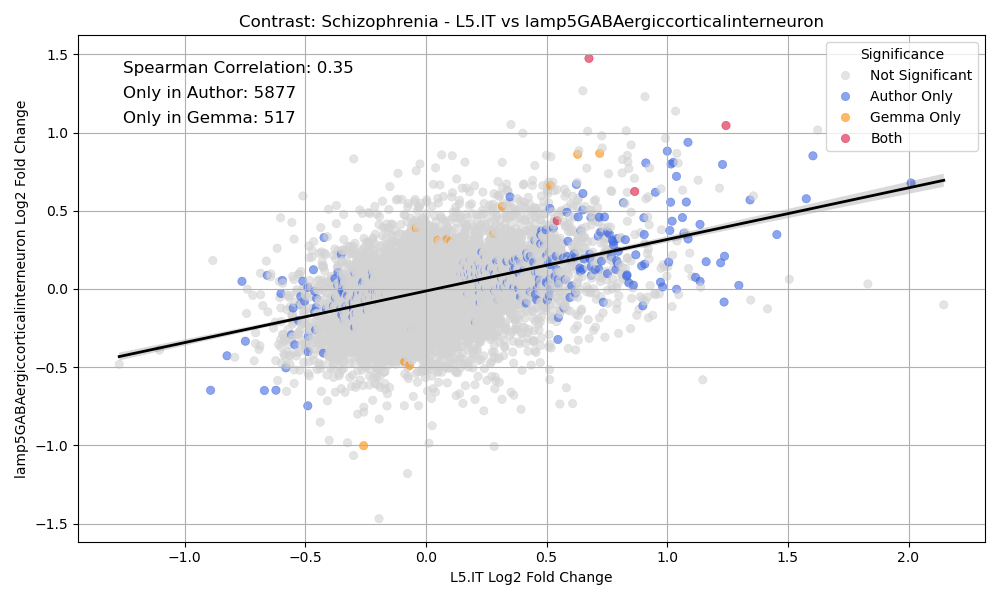 Contrast: Schizophrenia - L5.IT vs lamp5GABAergiccorticalinterneuron
Spearman Correlation: 0.35
Only in Author: 5877
Only in Gemma: 517
Significance
Not Significant
Author Only
Gemma Only
Both
lamp5GABAergiccorticalinterneuron Log2 Fold Change
1.5
1.0
0.5
0.0
−0.5
−1.0
−1.5
−1.0
−0.5
0.0
0.5
1.0
1.5
2.0
L5.IT Log2 Fold Change